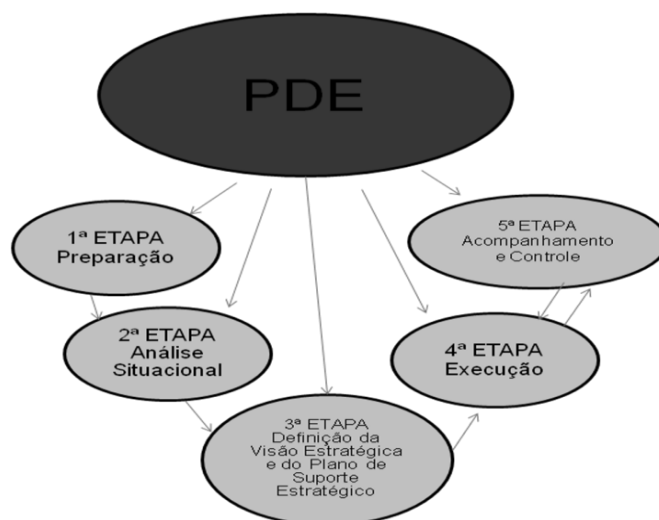 PDE
1ª ETAPA
Preparação
2ª ETAPA
Análise
Situacional
3ª ETAPA
Definição da
Visão Estratégica
e do Plano de
Suporte
Estratégico
4ª ETAPA
Execução
5ª ETAPA
Acompanhamento
e Controle